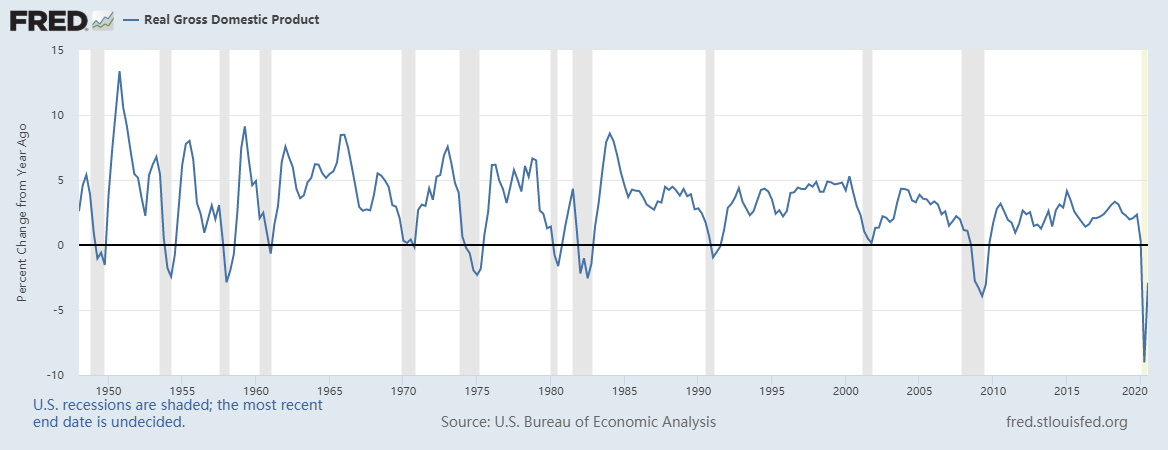 FRED
Real Gross Domestic Product
Percent Change from Year Ago
15
10
5
0
-5
-10
1950 1955 1960 1965 1970 1975 1980 1985 1990 1995 2000 2005 2010 2015 2020
U.S. recessions are shaded; the most recent
end date is undecided.
Source: U.S. Bureau of Economic Analysis
fred.stlouisfed.org